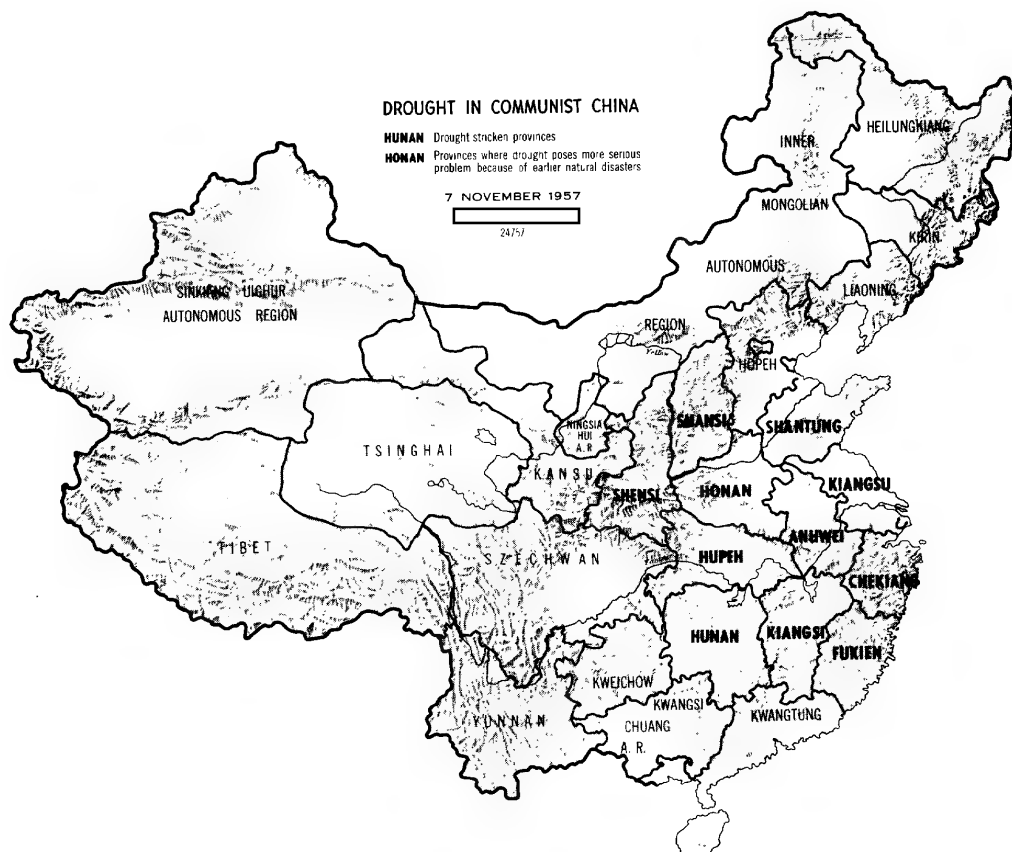 DROUGHT IN COMMUNIST CHINA
HUNAN Drought stricken provinces
HONAN Provinces where drought poses more serious
problem because of earlier natural disasters
7 NOVEMBER 1957
24757
INNER
HEILUNGKIANG
MONGOLIAN
KIRIN
AUTONOMOUS
LIAONING
SINKIANG UIGHUR
AUTONOMOUS REGION
REGION
Yellow
HOPEH
NINGSIA
HUI
A.R
SHANSI
SHANTUNG
TSINGHAI
KANSU
SHENSI
HONAN
KIANGSU
ANHWEI
TIBET
SZECHWAN
HUPEH
CHEKIANG
HUNAN
KIANGSI
FUKIEN
KWEICHOW
KWANGSI
YUNNAN
CHUANG
KWANGTUNG
A. R.